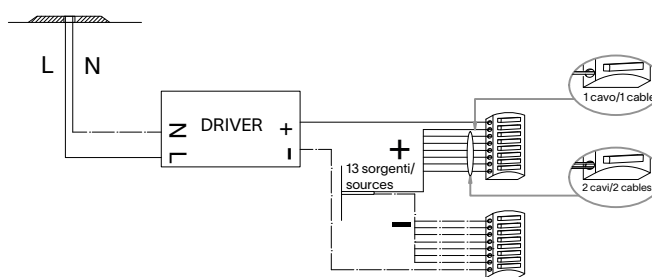 L N
1 cavo/1 cable
N DRIVER +
L -
+
13 sorgenti/
sources
2 cavi/2 cables
-